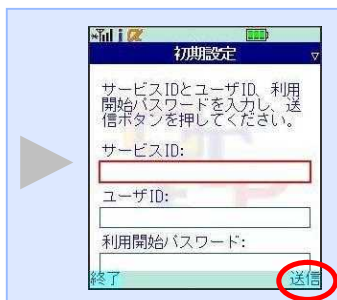 初期設定
サービスIDとユーザID、利用
開始パスワードを入力し、送
信ボタンを押してください。
サービスID:
ユーザID:
利用開始パスワード:
終了 送信